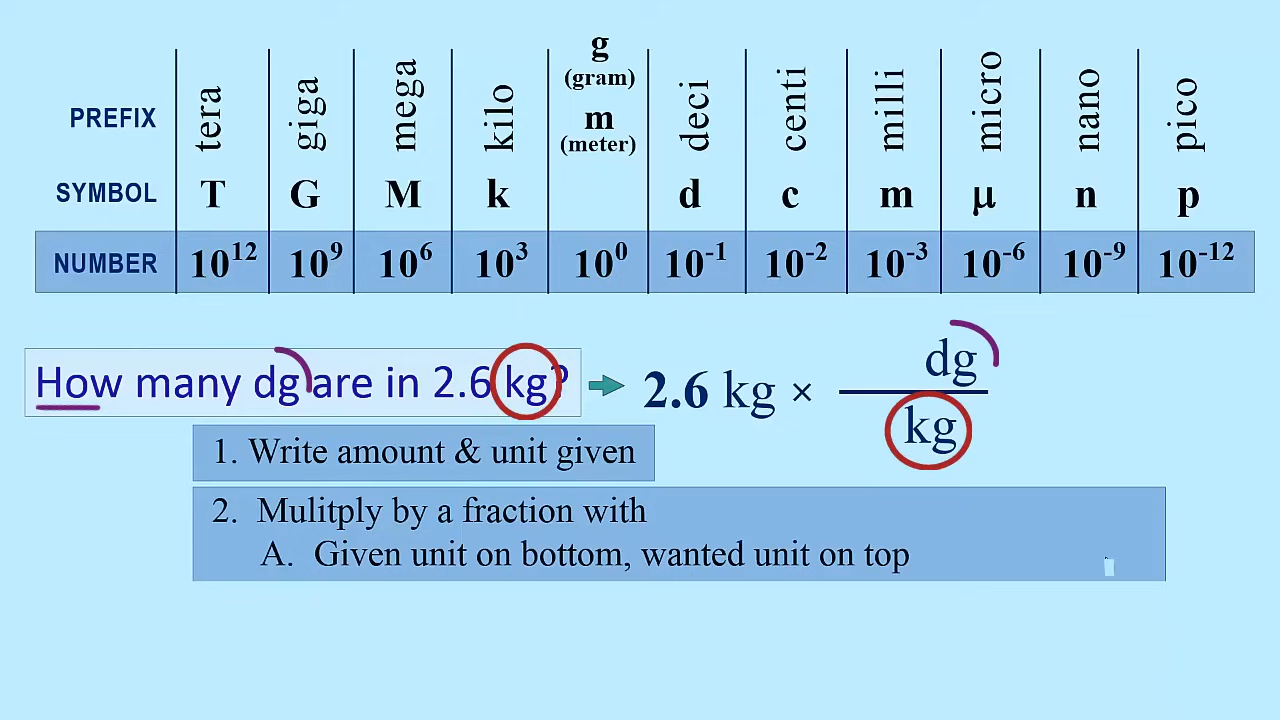 PREFIX tera giga mega kilo g (gram) m (meter) deci centi milli micro nano pico
SYMBOL T G M k d c m μ n p
NUMBER 10¹² 10⁹ 10⁶ 10³ 10⁰ 10⁻¹ 10⁻² 10⁻³ 10⁻⁶ 10⁻⁹ 10⁻¹²
How many dg are in 2.6 kg?
2.6 kg ×
dg
kg
1. Write amount & unit given
2. Mulitply by a fraction with
A. Given unit on bottom, wanted unit on top